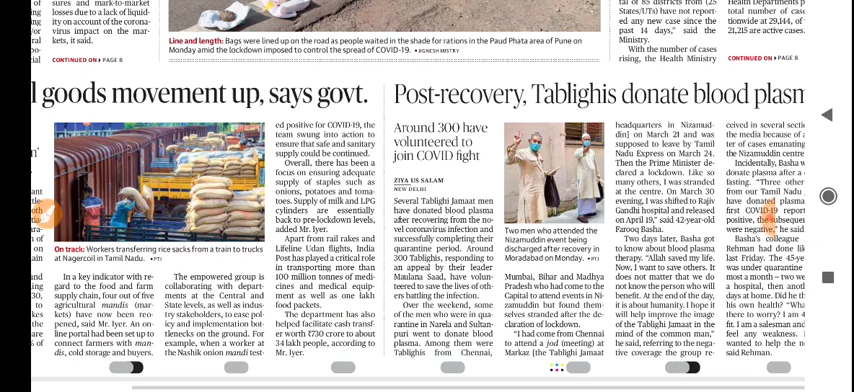 sures and mark-to-market
losses due to a lack of liquid-
ity on account of the corona-
virus impact on the mar-
kets, it said.
CONTINUED ON ▸ PAGE 8
Line and length: Bags were lined up on the road as people waited in the shade for rations in the Paud Phata area of Pune on
Monday amid the lockdown imposed to control the spread of COVID-19. • JIGNESH MISTRY
tal of 85 districts from (25
States/UTs) have not report-
ed any new case since the
past 14 days,” said the
Ministry.
With the number of cases
rising, the Health Ministry
Health Departments p
total number of case
tionwide at 29,144, of
21,215 are active cases.
CONTINUED ON ▸ PAGE 8
l goods movement up, says govt.
On track: Workers transferring rice sacks from a train to trucks
at Nagercoil in Tamil Nadu. • PTI
In a key indicator with re-
gard to the food and farm
supply chain, four out of five
agricultural mandis (mar-
kets) have now been reo-
pened, said Mr. Iyer. An on-
line portal had been set up to
connect farmers with man-
dis, cold storage and buyers.
The empowered group is
collaborating with depart-
ments at the Central and
State levels, as well as indus-
try stakeholders, to ease pol-
icy and implementation bot-
tlenecks on the ground. For
example, when a worker at
the Nashik onion mandi test-
ed positive for COVID-19, the
team swung into action to
ensure that safe and sanitary
supply could be continued.
Overall, there has been a
focus on ensuring adequate
supply of staples such as
onions, potatoes and toma-
toes. Supply of milk and LPG
cylinders are essentially
back to pre-lockdown levels,
added Mr. Iyer.
Apart from rail rakes and
Lifeline Udan flights, India
Post has played a critical role
in transporting more than
100 million tonnes of medi-
cines and medical equip-
ment as well as one lakh
food packets.
The department has also
helped facilitate cash transf-
er worth ₹730 crore to about
34 lakh people, according to
Mr. Iyer.
Post-recovery, Tablighis donate blood plasm
Around 300 have
volunteered to
join COVID fight
ZIYA US SALAM
NEW DELHI
Several Tablighi Jamaat men
have donated blood plasma
after recovering from the no-
vel coronavirus infection and
successfully completing their
quarantine period. Around
300 Tablighis, responding to
an appeal by their leader
Maulana Saad, have volun-
teered to save the lives of oth-
ers battling the infection.
Over the weekend, some
of the men who were in qua-
rantine in Narela and Sultan-
puri went to donate blood
plasma. Among them were
Tablighis from Chennai,
Two men who attended the
Nizamuddin event being
discharged after recovery in
Moradabad on Monday. • PTI
Mumbai, Bihar and Madhya
Pradesh who had come to the
Capital to attend events in Ni-
zamuddin but found them-
selves stranded after the de-
claration of lockdown.
“I had come from Chennai
to attend a jod (meeting) at
Markaz [the Tablighi Jamaat
headquarters in Nizamud-
din] on March 21 and was
supposed to leave by Tamil
Nadu Express on March 24.
Then the Prime Minister de-
clared a lockdown. Like so
many others, I was stranded
at the centre. On March 30
evening, I was shifted to Rajiv
Gandhi hospital and released
on April 19,” said 42-year-old
Farooq Basha.
Two days later, Basha got
to know about blood plasma
therapy. “Allah saved my life.
Now, I want to save others. It
does not matter that we do
not know the person who will
benefit. At the end of the day,
it is about humanity. I hope it
will help improve the image
of the Tablighi Jamaat in the
mind of the common man,”
he said, referring to the nega-
tive coverage the group re-
ceived in several secti
the media because of a
ter of cases emanating
the Nizamuddin centre
Incidentally, Basha w
donate plasma after a
fasting. “Three other
from our Tamil Nadu
have donated plasma
first COVID-19 report
positive, the subsequen
were negative,” he said
Basha's colleague
Rehman had done lik
last Friday. The 45-ye
was under quarantine
most a month – two we
a hospital, then anoth
days at home. Did he th
his own health? “Wh
there to worry? I am 4
fit. I am a salesman and
feel any weakness. I
wanted to help the n
said Rehman.